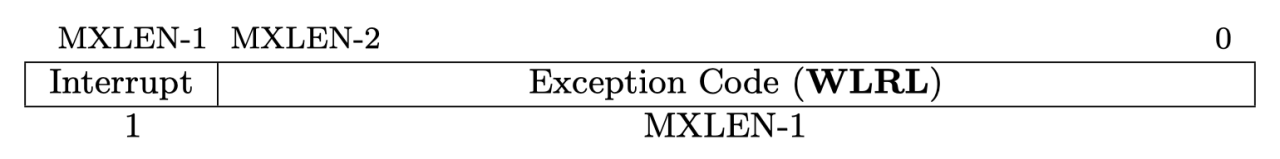 MXLEN-1 MXLEN-2 0
Interrupt Exception Code (WLRL)
1 MXLEN-1